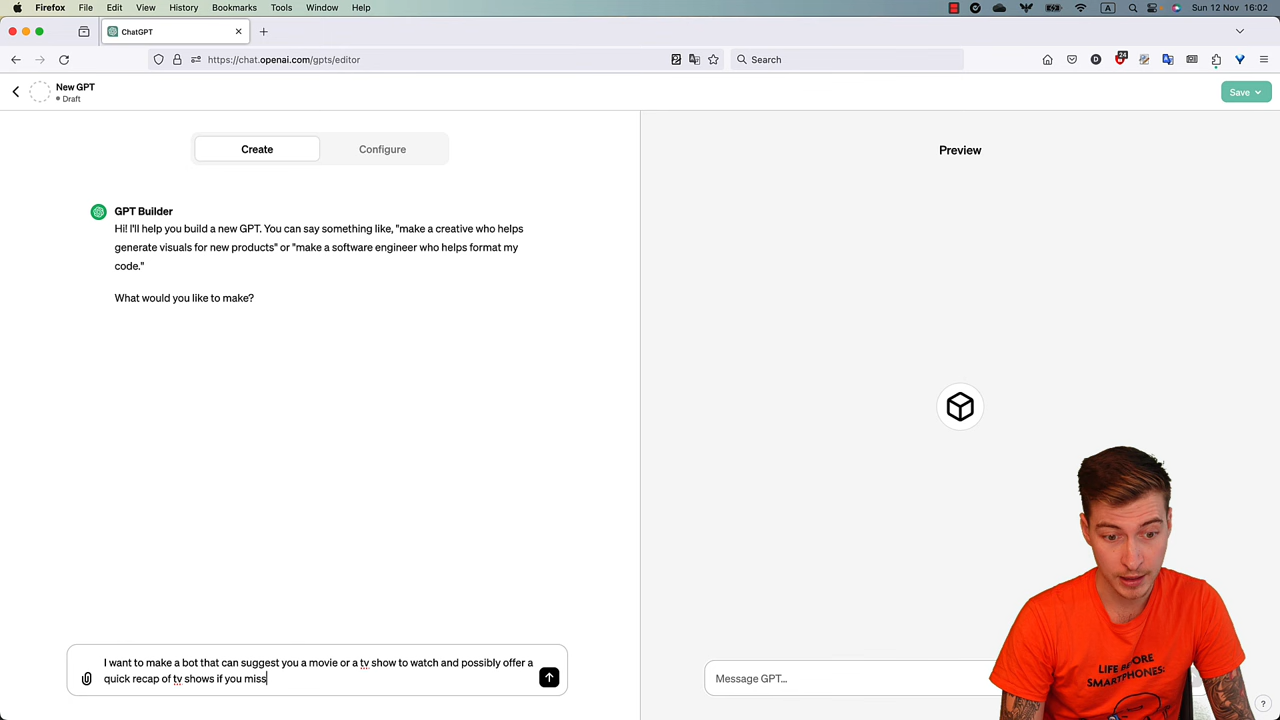 Firefox File Edit View History Bookmarks Tools Window Help
A
Sun 12 Nov 16:02
ChatGPT
https://chat.openai.com/gpts/editor
Search
24
New GPT
Draft
Save
Create
Configure
Preview
GPT Builder
Hi! I'll help you build a new GPT. You can say something like, "make a creative who helps
generate visuals for new products" or "make a software engineer who helps format my
code."
What would you like to make?
I want to make a bot that can suggest you a movie or a tv show to watch and possibly offer a
quick recap of tv shows if you miss
Message GPT...
LIFE BEFORE
SMARTPHONES:
?